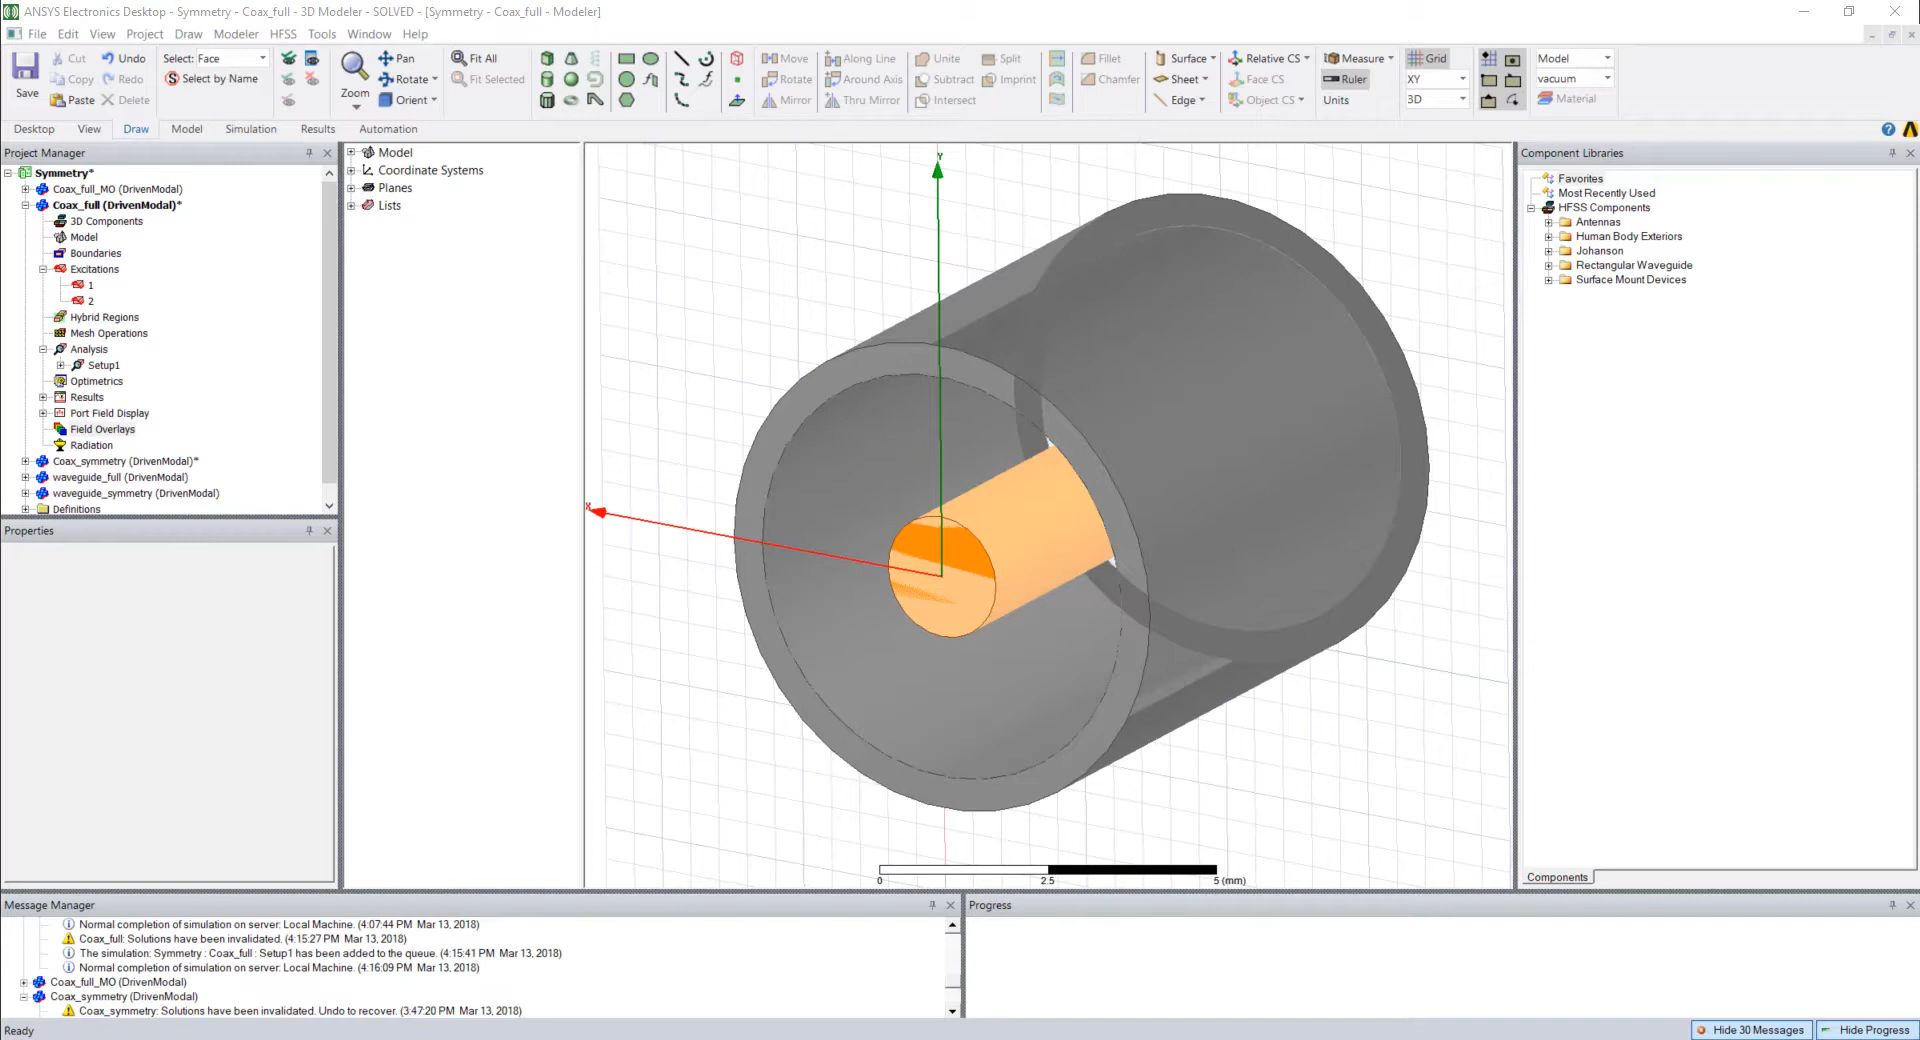 ANSYS Electronics Desktop - Symmetry - Coax_full - 3D Modeler - SOLVED - [Symmetry - Coax_full - Modeler]
File Edit View Project Draw Modeler HFSS Tools Window Help
Save
Cut Undo
Copy Redo
Paste Delete
Select: Face
Select by Name
Zoom
Pan
Rotate
Orient
Fit All
Fit Selected
Move Along Line
Rotate Around Axis
Mirror Thru Mirror
Unite Split
Subtract Imprint
Intersect
Fillet
Chamfer
Surface
Sheet
Edge
Relative CS
Face CS
Object CS
Measure
Ruler
Units
Grid
XY
3D
Model
vacuum
Material
Desktop View Draw Model Simulation Results Automation
Project Manager
Symmetry*
Coax_full_MO (DrivenModal)
Coax_full (DrivenModal)*
3D Components
Model
Boundaries
Excitations
1
2
Hybrid Regions
Mesh Operations
Analysis
Setup1
Optimetrics
Results
Port Field Display
Field Overlays
Radiation
Coax_symmetry (DrivenModal)*
waveguide_full (DrivenModal)
waveguide_symmetry (DrivenModal)
Definitions
Properties
Model
Coordinate Systems
Planes
Lists
Y
X
0 2.5 5 (mm)
Component Libraries
Favorites
Most Recently Used
HFSS Components
Antennas
Human Body Exteriors
Johanson
Rectangular Waveguide
Surface Mount Devices
Components
Message Manager
Normal completion of simulation on server: Local Machine. (4:07:44 PM Mar 13, 2018)
Coax_full: Solutions have been invalidated. (4:15:27 PM Mar 13, 2018)
The simulation: Symmetry : Coax_full : Setup1 has been added to the queue. (4:15:41 PM Mar 13, 2018)
Normal completion of simulation on server: Local Machine. (4:16:09 PM Mar 13, 2018)
Coax_full_MO (DrivenModal)
Coax_symmetry (DrivenModal)
Coax_symmetry: Solutions have been invalidated. Undo to recover. (3:47:20 PM Mar 13, 2018)
Progress
Ready
Hide 30 Messages
Hide Progress